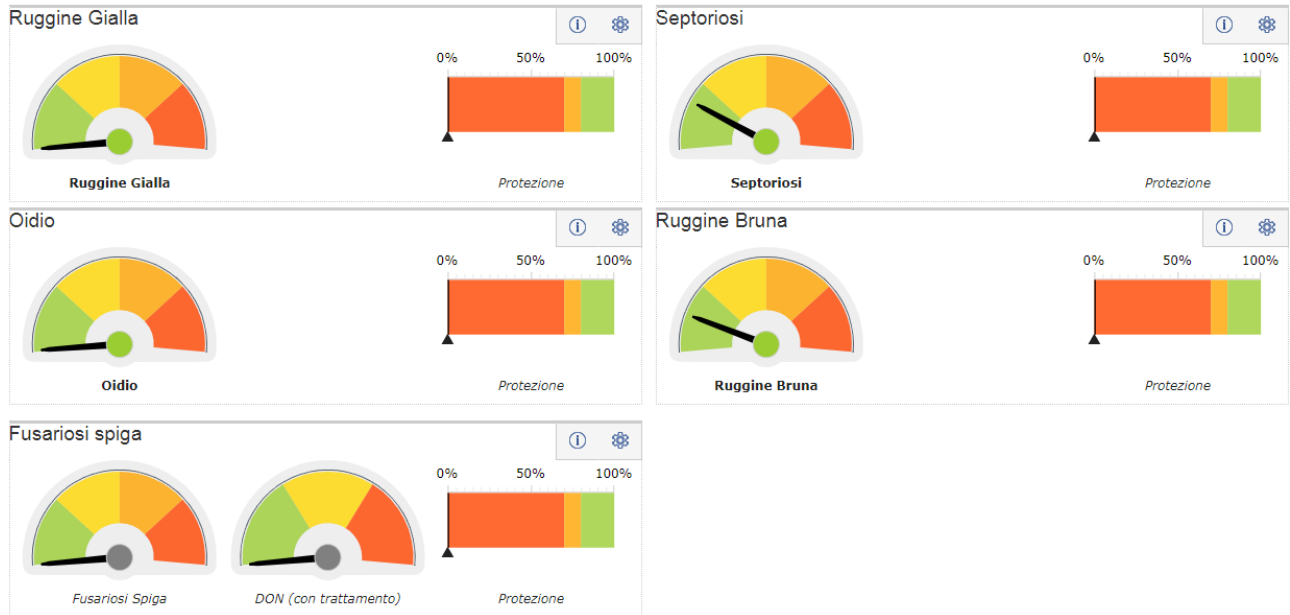 Ruggine Gialla
0% 50% 100%
Ruggine Gialla
Protezione
Septoriosi
0% 50% 100%
Septoriosi
Protezione
Oidio
0% 50% 100%
Oidio
Protezione
Ruggine Bruna
0% 50% 100%
Ruggine Bruna
Protezione
Fusariosi spiga
0% 50% 100%
Fusariosi Spiga
DON (con trattamento)
Protezione